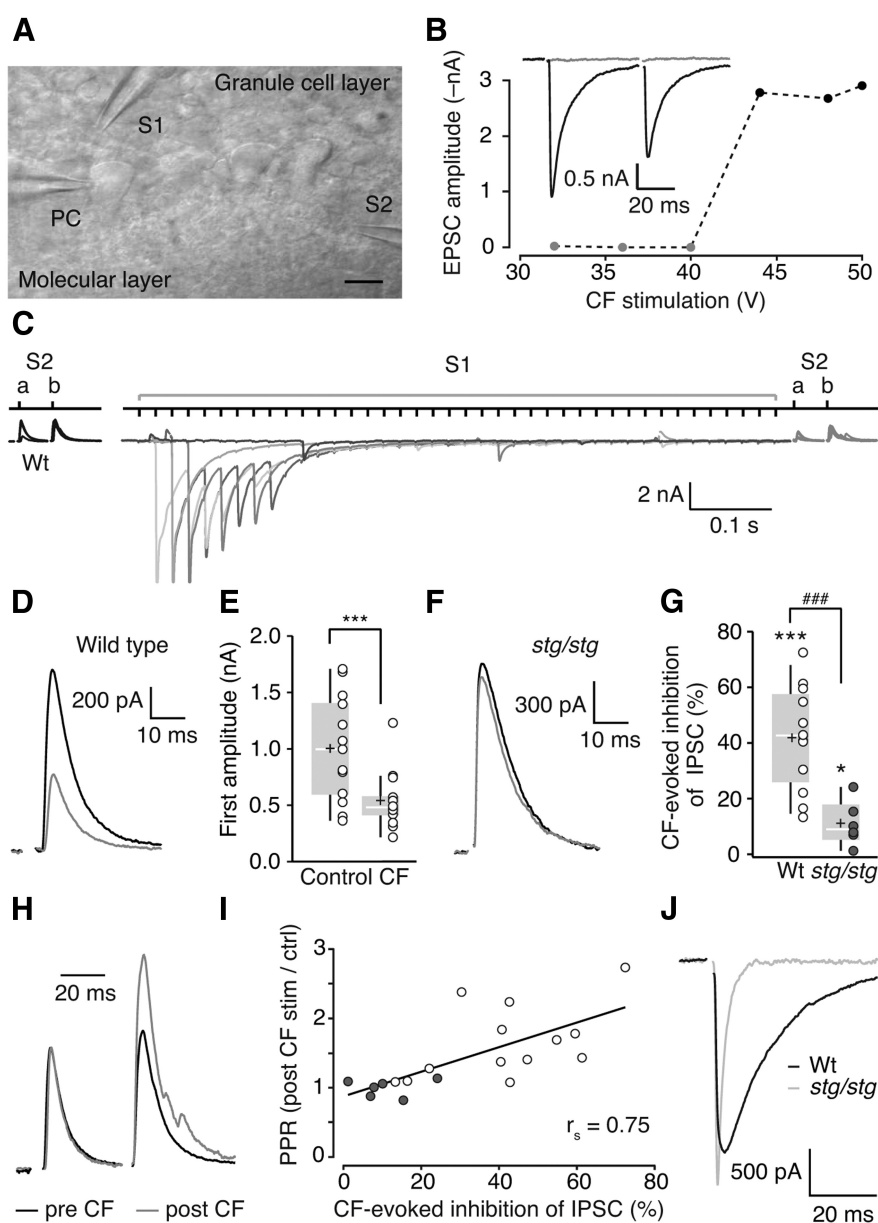 A
Granule cell layer
S1
PC
S2
Molecular layer
B
EPSC amplitude (–nA)
3
2
1
0
0.5 nA
20 ms
30 35 40 45 50
CF stimulation (V)
C
S2
a b
S1
S2
a b
Wt
2 nA
0.1 s
D
Wild type
200 pA
10 ms
E
***
First amplitude (nA)
2.0
1.5
1.0
0.5
0.0
Control CF
F
stg/stg
300 pA
10 ms
G
###
CF-evoked inhibition
of IPSC (%)
80
60
40
20
0
***
*
Wt stg/stg
H
20 ms
pre CF post CF
I
PPR (post CF stim / ctrl)
3
2
1
0
rs = 0.75
0 20 40 60 80
CF-evoked inhibition of IPSC (%)
J
Wt
stg/stg
500 pA
20 ms